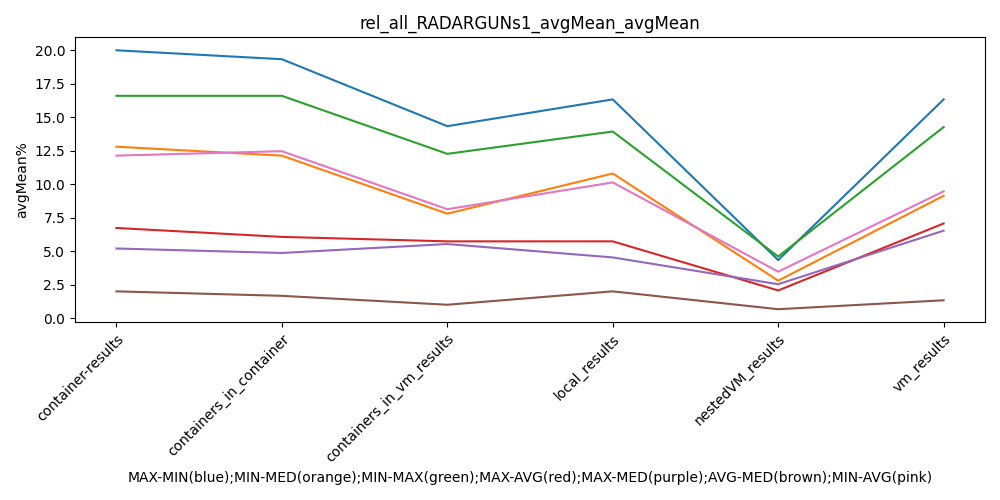 rel_all_RADARGUNs1_avgMean_avgMean
20.0
17.5
15.0
12.5
10.0
7.5
5.0
2.5
0.0
avgMean%
container-results
containers_in_container
containers_in_vm_results
local_results
nestedVM_results
vm_results
MAX-MIN(blue);MIN-MED(orange);MIN-MAX(green);MAX-AVG(red);MAX-MED(purple);AVG-MED(brown);MIN-AVG(pink)